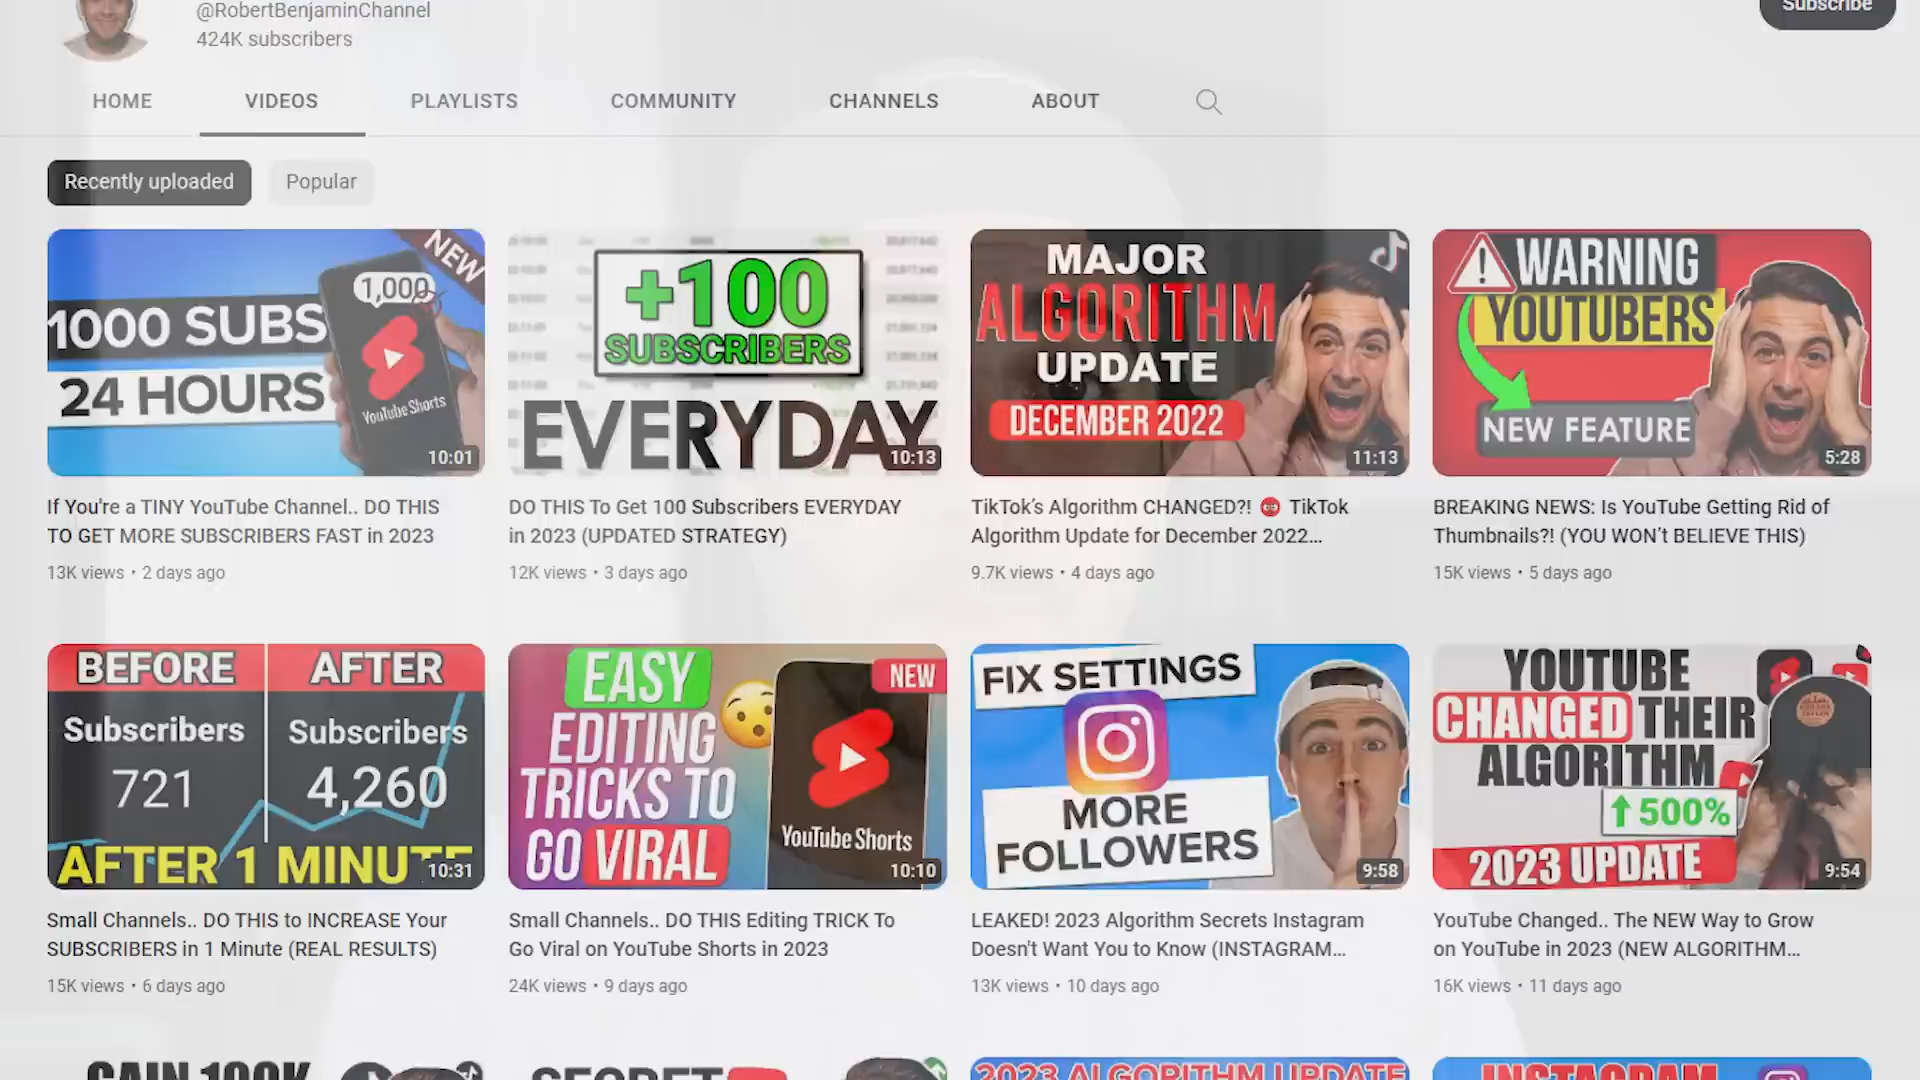 @RobertBenjaminChannel
Subscribe
424K subscribers
HOME VIDEOS PLAYLISTS COMMUNITY CHANNELS ABOUT
Recently uploaded Popular
NEW
1,000
1000 SUBS
24 HOURS
YouTube Shorts
10:01
+100
SUBSCRIBERS
EVERYDAY
10:13
MAJOR
ALGORITHM
UPDATE
DECEMBER 2022
11:13
WARNING
YOUTUBERS
NEW FEATURE
5:28
If You're a TINY YouTube Channel.. DO THIS
TO GET MORE SUBSCRIBERS FAST in 2023
13K views • 2 days ago
DO THIS To Get 100 Subscribers EVERYDAY
in 2023 (UPDATED STRATEGY)
12K views • 3 days ago
TikTok’s Algorithm CHANGED?! TikTok
Algorithm Update for December 2022...
9.7K views • 4 days ago
BREAKING NEWS: Is YouTube Getting Rid of
Thumbnails?! (YOU WON’T BELIEVE THIS)
15K views • 5 days ago
BEFORE AFTER
Subscribers Subscribers
721 4,260
AFTER 1 MINUTE
10:31
EASY
EDITING
TRICKS TO
GO VIRAL
NEW
YouTube Shorts
10:10
FIX SETTINGS
MORE
FOLLOWERS
9:58
YOUTUBE
CHANGED THEIR
ALGORITHM
500%
2023 UPDATE
9:54
Small Channels.. DO THIS to INCREASE Your
SUBSCRIBERS in 1 Minute (REAL RESULTS)
15K views • 6 days ago
Small Channels.. DO THIS Editing TRICK To
Go Viral on YouTube Shorts in 2023
24K views • 9 days ago
LEAKED! 2023 Algorithm Secrets Instagram
Doesn't Want You to Know (INSTAGRAM...
13K views • 10 days ago
YouTube Changed.. The NEW Way to Grow
on YouTube in 2023 (NEW ALGORITHM...
16K views • 11 days ago
GAIN 100K
SECRET
2023 ALGORITHM UPDATE
INSTAGRAM